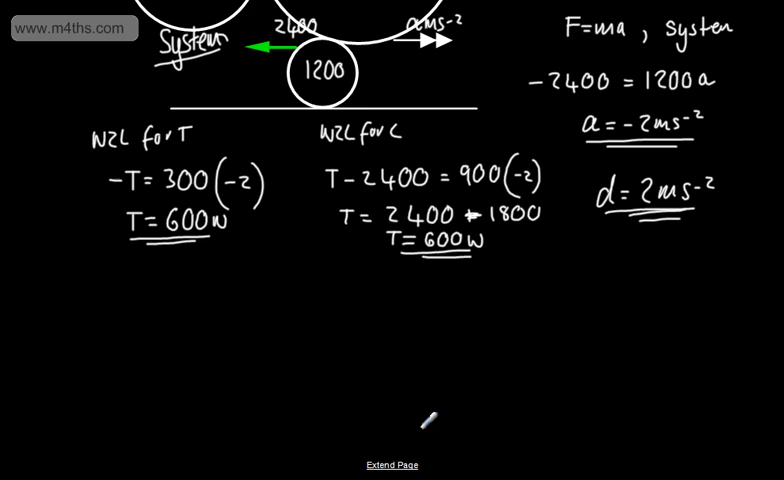 www.m4ths.com
2400
a ms⁻²
F=ma , system
System
1200
-2400 = 1200a
a = -2ms⁻²
N2L for T
N2L for C
-T = 300(-2)
T - 2400 = 900(-2)
d = 2ms⁻²
T = 600N
T = 2400 - 1800
T = 600N
Extend Page